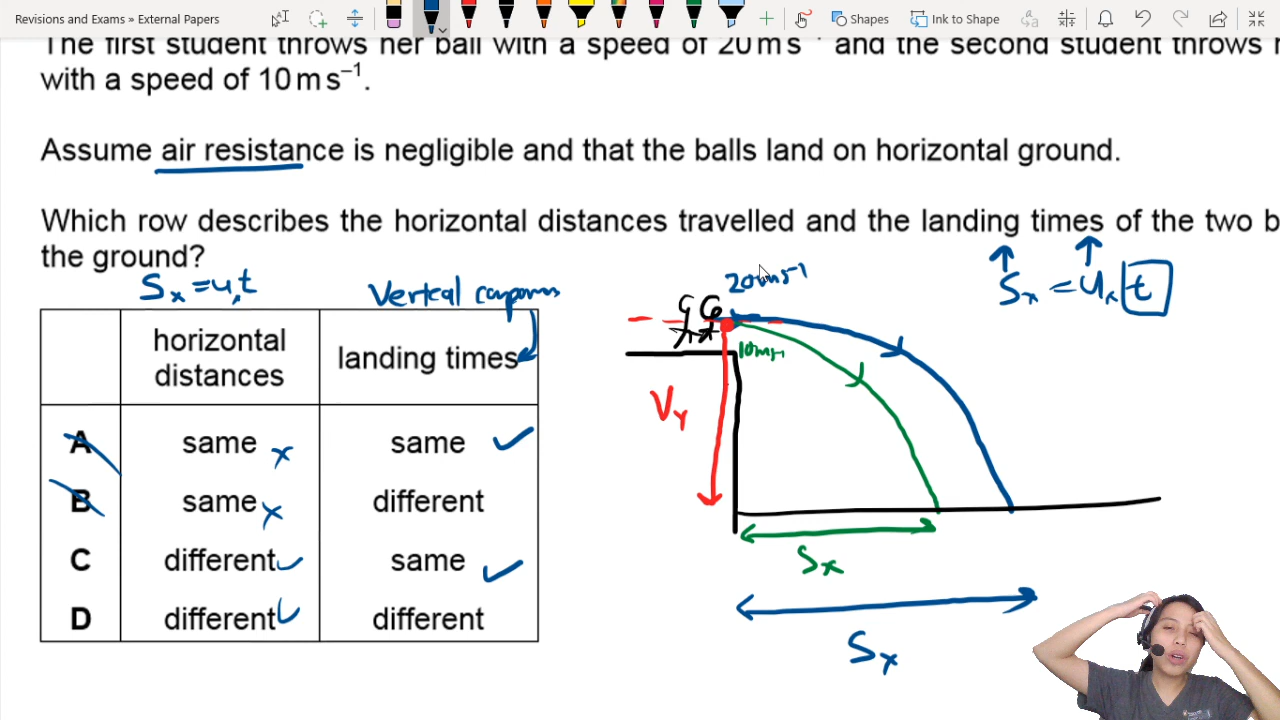 Revisions and Exams » External Papers
Shapes
Ink to Shape
The first student throws her ball with a speed of 20 m s⁻¹ and the second student throws
with a speed of 10 m s⁻¹.
Assume air resistance is negligible and that the balls land on horizontal ground.
Which row describes the horizontal distances travelled and the landing times of the two b
the ground?
Sx = uxt
Vertical
20ms-1
Sx = ux t
horizontal distances
landing times
10ms-1
Vy
A same x same ✓
B same x different
C different ✓ same ✓
D different ✓ different
Sx
Sx